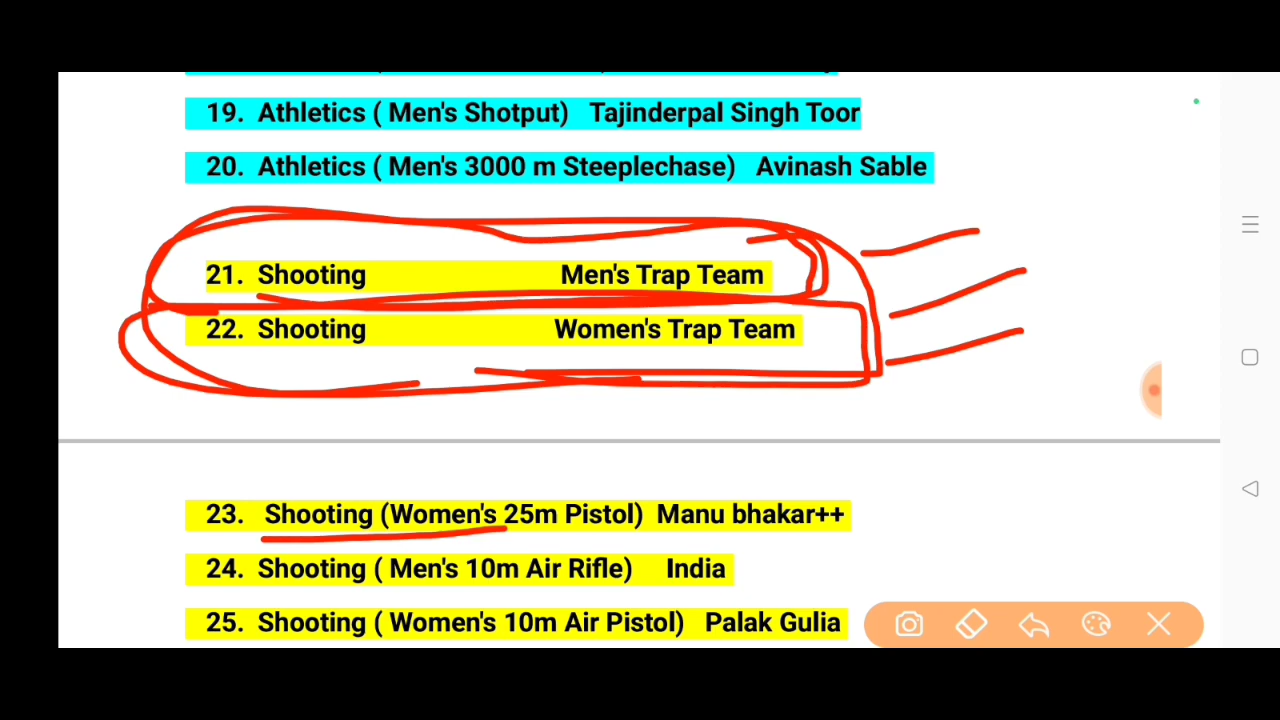 19. Athletics ( Men's Shotput) Tajinderpal Singh Toor
20. Athletics ( Men's 3000 m Steeplechase) Avinash Sable
21. Shooting Men's Trap Team
22. Shooting Women's Trap Team
23. Shooting (Women's 25m Pistol) Manu bhakar++
24. Shooting ( Men's 10m Air Rifle) India
25. Shooting ( Women's 10m Air Pistol) Palak Gulia